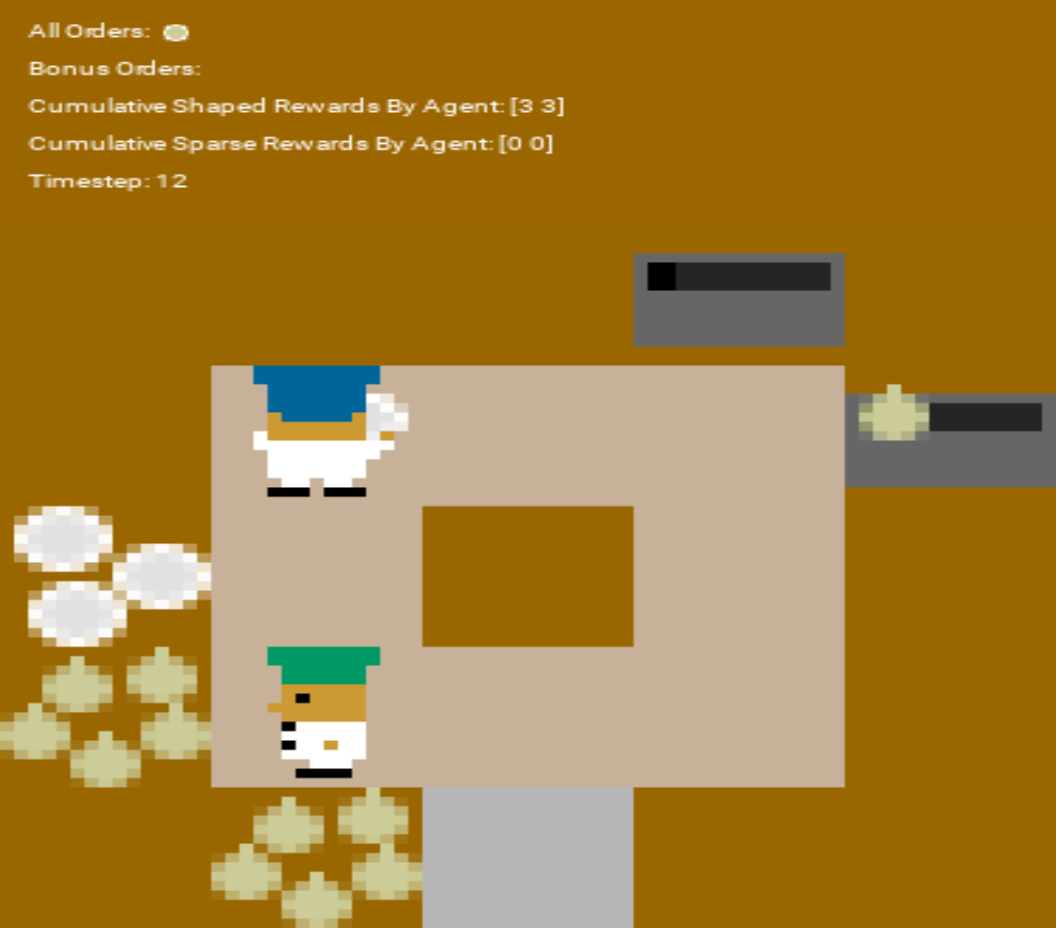 All Orders:
Bonus Orders:
Cumulative Shaped Rewards By Agent: [3 3]
Cumulative Sparse Rewards By Agent: [0 0]
Timestep: 12